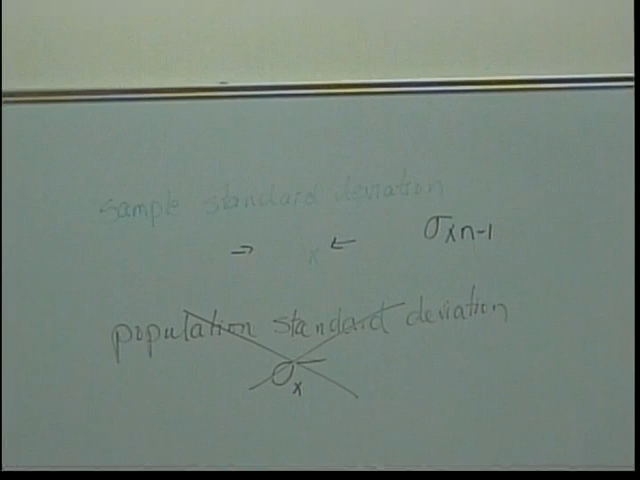 sample standard deviation
→ x ← σxn-1
population standard deviation
σx